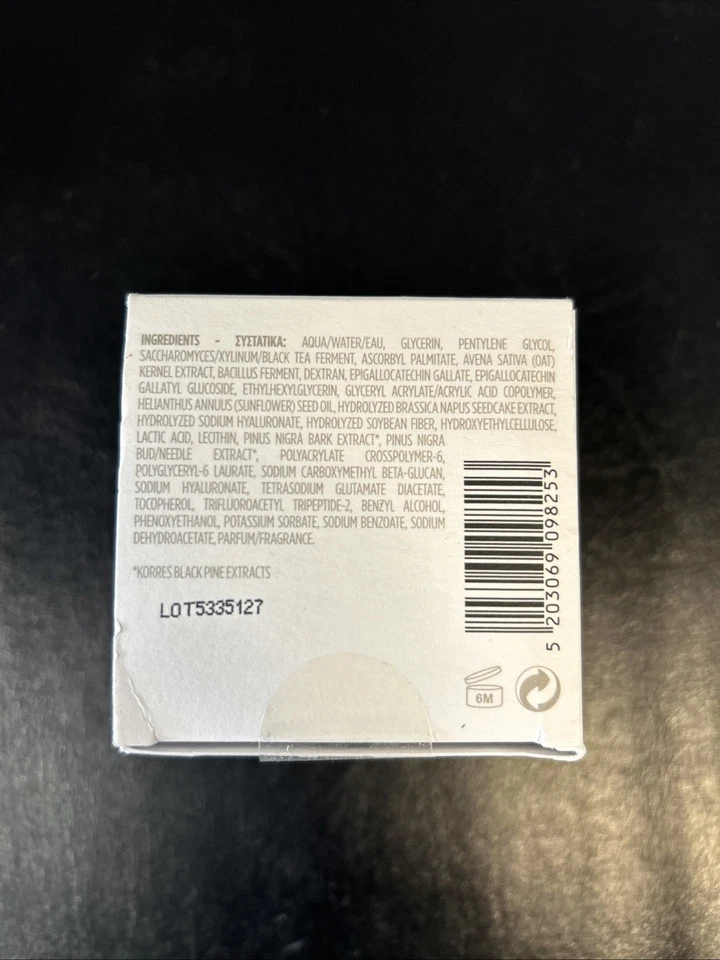 INGREDIENTS - ΣΥΣΤΑΤΙΚΑ: AQUA/WATER/EAU, GLYCERIN, PENTYLENE GLYCOL,
SACCHAROMYCES/XYLINUM/BLACK TEA FERMENT, ASCORBYL PALMITATE, AVENA SATIVA (OAT)
KERNEL EXTRACT, BACILLUS FERMENT, DEXTRAN, EPIGALLOCATECHIN GALLATE, EPIGALLOCATECHIN
GALLATYL GLUCOSIDE, ETHYLHEXYLGLYCERIN, GLYCERYL ACRYLATE/ACRYLIC ACID COPOLYMER,
HELIANTHUS ANNUUS (SUNFLOWER) SEED OIL, HYDROLYZED BRASSICA NAPUS SEEDCAKE EXTRACT,
HYDROLYZED SODIUM HYALURONATE, HYDROLYZED SOYBEAN FIBER, HYDROXYETHYLCELLULOSE,
LACTIC ACID, LECITHIN, PINUS NIGRA BARK EXTRACT*, PINUS NIGRA
BUD/NEEDLE EXTRACT*, POLYACRYLATE CROSSPOLYMER-6,
POLYGLYCERYL-6 LAURATE, SODIUM CARBOXYMETHYL BETA-GLUCAN,
SODIUM HYALURONATE, TETRASODIUM GLUTAMATE DIACETATE,
TOCOPHEROL, TRIFLUOROACETYL TRIPEPTIDE-2, BENZYL ALCOHOL,
PHENOXYETHANOL, POTASSIUM SORBATE, SODIUM BENZOATE, SODIUM
DEHYDROACETATE, PARFUM/FRAGRANCE.
*KORRES BLACK PINE EXTRACTS
LOT5335127
5 203069 098253
6M